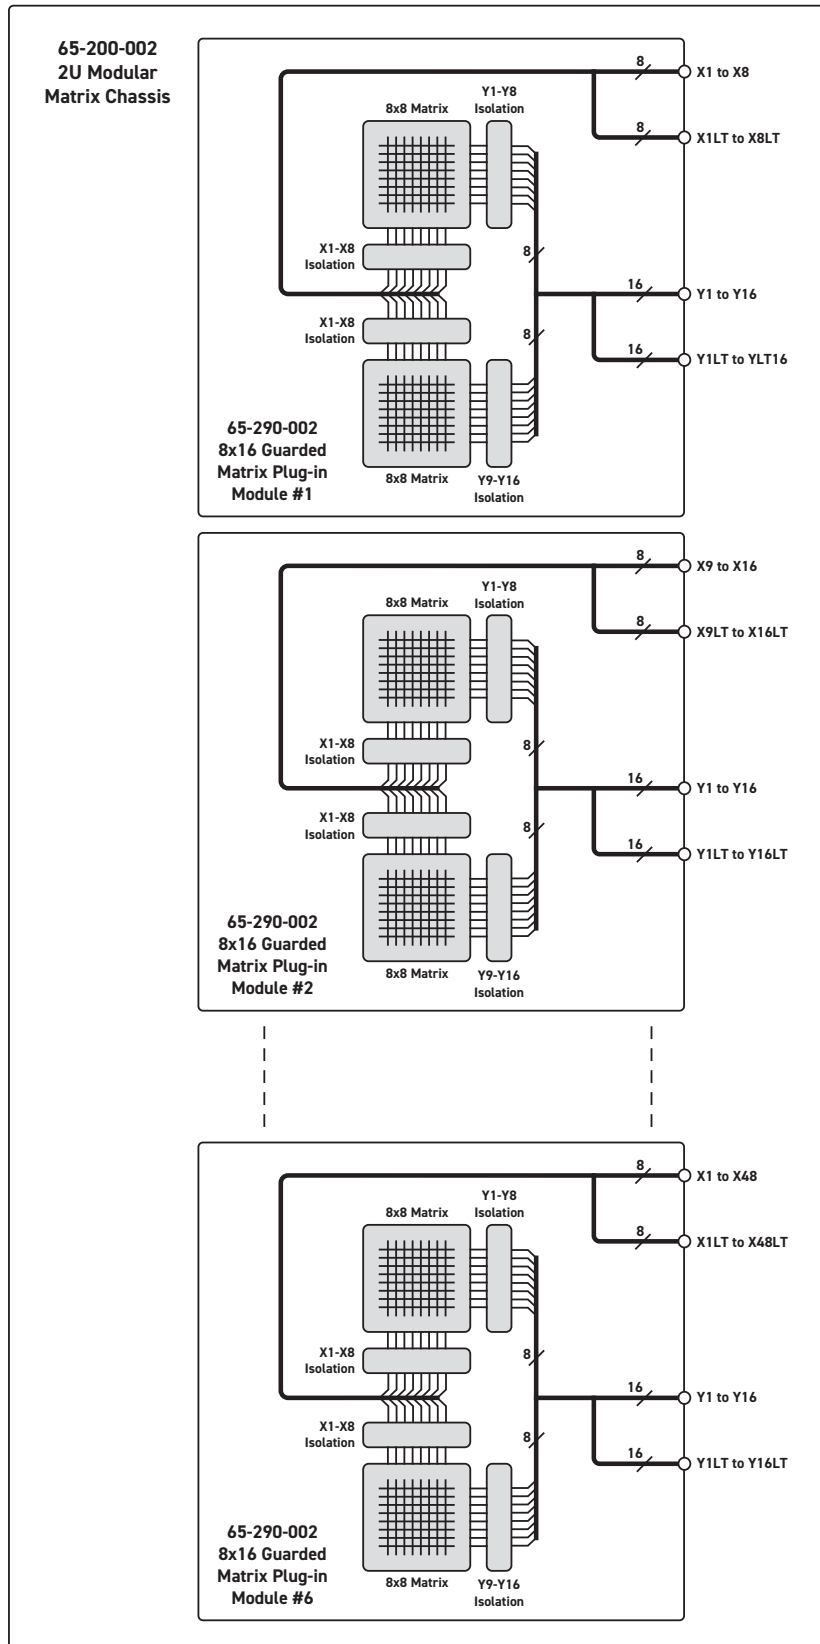 65-200-002
2U Modular
Matrix Chassis
8
X1 to X8
8x8 Matrix
Y1-Y8
Isolation
8
X1LT to X8LT
X1-X8
Isolation
8
16
Y1 to Y16
X1-X8
Isolation
8
16
Y1LT to YLT16
65-290-002
8x16 Guarded
Matrix Plug-in
Module #1
8x8 Matrix
Y9-Y16
Isolation
8
X9 to X16
8x8 Matrix
Y1-Y8
Isolation
8
X9LT to X16LT
X1-X8
Isolation
8
16
Y1 to Y16
X1-X8
Isolation
8
16
Y1LT to Y16LT
65-290-002
8x16 Guarded
Matrix Plug-in
Module #2
8x8 Matrix
Y9-Y16
Isolation
8
X1 to X48
8x8 Matrix
Y1-Y8
Isolation
8
X1LT to X48LT
X1-X8
Isolation
8
16
Y1 to Y16
X1-X8
Isolation
8
16
Y1LT to Y16LT
65-290-002
8x16 Guarded
Matrix Plug-in
Module #6
8x8 Matrix
Y9-Y16
Isolation